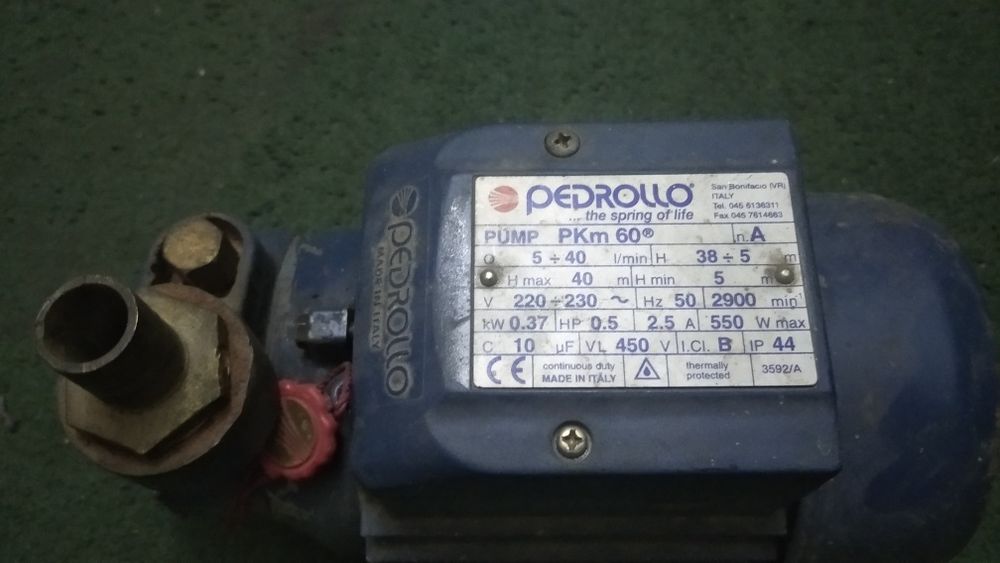 PEDROLLO®
... the spring of life
San Bonifacio (VR)
ITALY
Tel. 045 6136311
Fax 045 7614663
PUMP PKm 60® n. A
Q 5 ÷ 40 l/min H 38 ÷ 5 m
H max 40 m H min 5 m
V 220 ÷ 230 ~ Hz 50 2900 min-1
kW 0.37 HP 0.5 2.5 A 550 W max
C 10 µF VL 450 V I.Cl. B IP 44
CE continuous duty
MADE IN ITALY
thermally
protected
3592/A
PEDROLLO
MADE IN ITALY